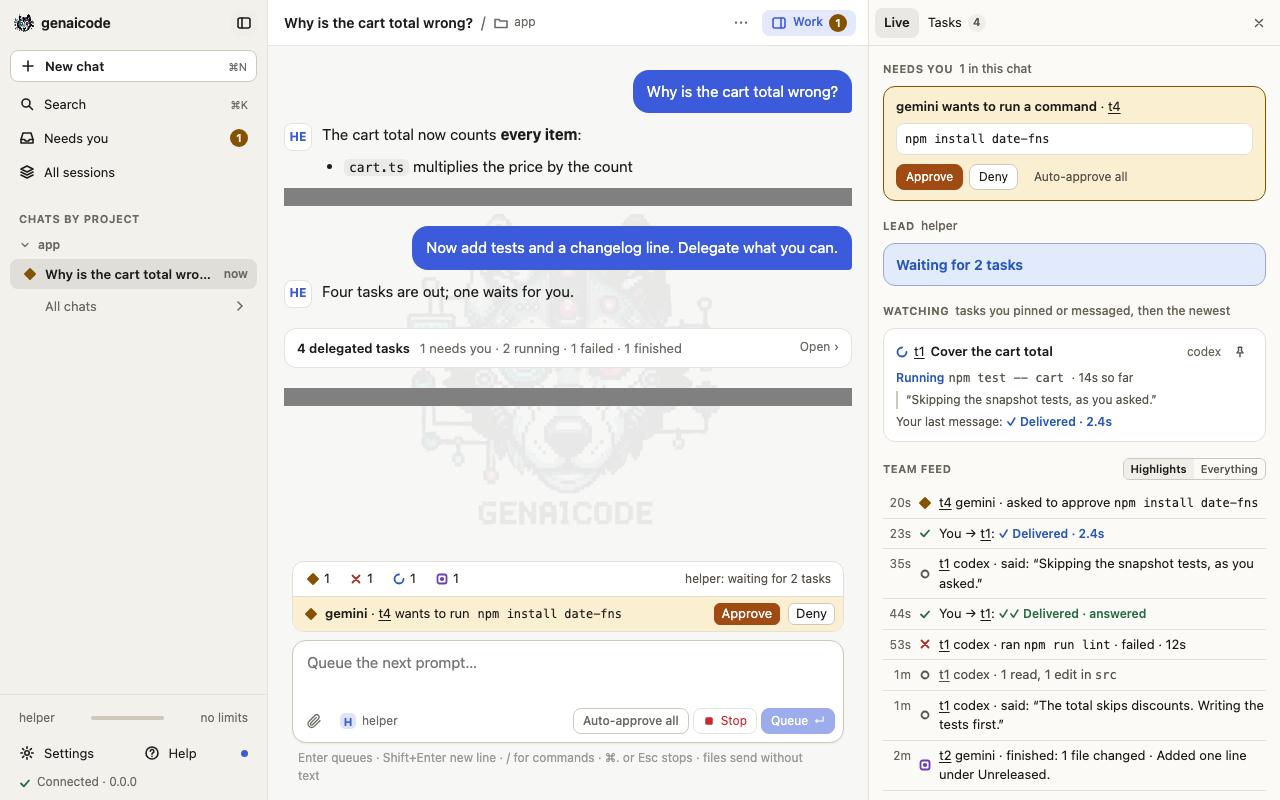 genaicode
New chat ⌘N
Search ⌘K
Needs you 1
All sessions
CHATS BY PROJECT
app
Why is the cart total wro... now
All chats
helper no limits
Settings Help
Connected · 0.0.0
Why is the cart total wrong? / app
··· Work 1
Why is the cart total wrong?
HE The cart total now counts every item:
• cart.ts multiplies the price by the count
Now add tests and a changelog line. Delegate what you can.
HE Four tasks are out; one waits for you.
4 delegated tasks 1 needs you · 2 running · 1 failed · 1 finished Open ›
GENAICODE
1 1 1 1 helper: waiting for 2 tasks
gemini · t4 wants to run npm install date-fns Approve Deny
Queue the next prompt...
H helper Auto-approve all Stop Queue
Enter queues · Shift+Enter new line · / for commands · ⌘. or Esc stops · files send without
text
Live Tasks 4
NEEDS YOU 1 in this chat
gemini wants to run a command · t4
npm install date-fns
Approve Deny Auto-approve all
LEAD helper
Waiting for 2 tasks
WATCHING tasks you pinned or messaged, then the newest
t1 Cover the cart total codex
Running npm test -- cart · 14s so far
“Skipping the snapshot tests, as you asked.”
Your last message: ✓ Delivered · 2.4s
TEAM FEED Highlights Everything
20s t4 gemini · asked to approve npm install date-fns
23s You → t1: ✓ Delivered · 2.4s
35s t1 codex · said: “Skipping the snapshot tests, as you
asked.”
44s You → t1: ✓✓ Delivered · answered
53s t1 codex · ran npm run lint · failed · 12s
1m t1 codex · 1 read, 1 edit in src
1m t1 codex · said: “The total skips discounts. Writing the
tests first.”
2m t2 gemini · finished: 1 file changed · Added one line
under Unreleased.